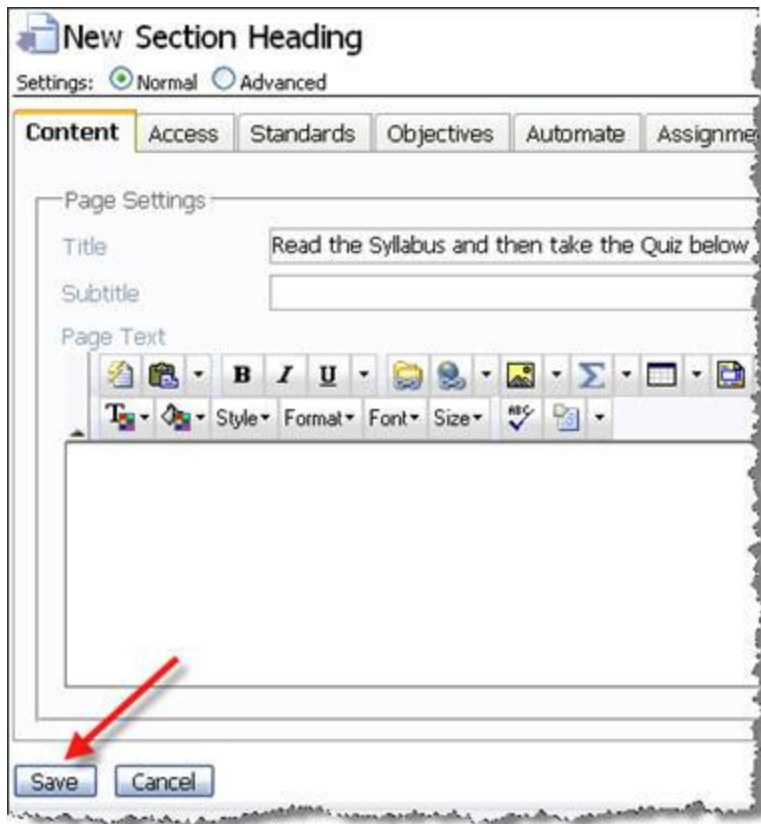 New Section Heading
Settings: Normal Advanced
Content Access Standards Objectives Automate
Page Settings
Title Read the Syllabus and then take the Quiz below
Subtitle
Page Text
B I U Σ
T Style Format Font Size ABC
Save Cancel